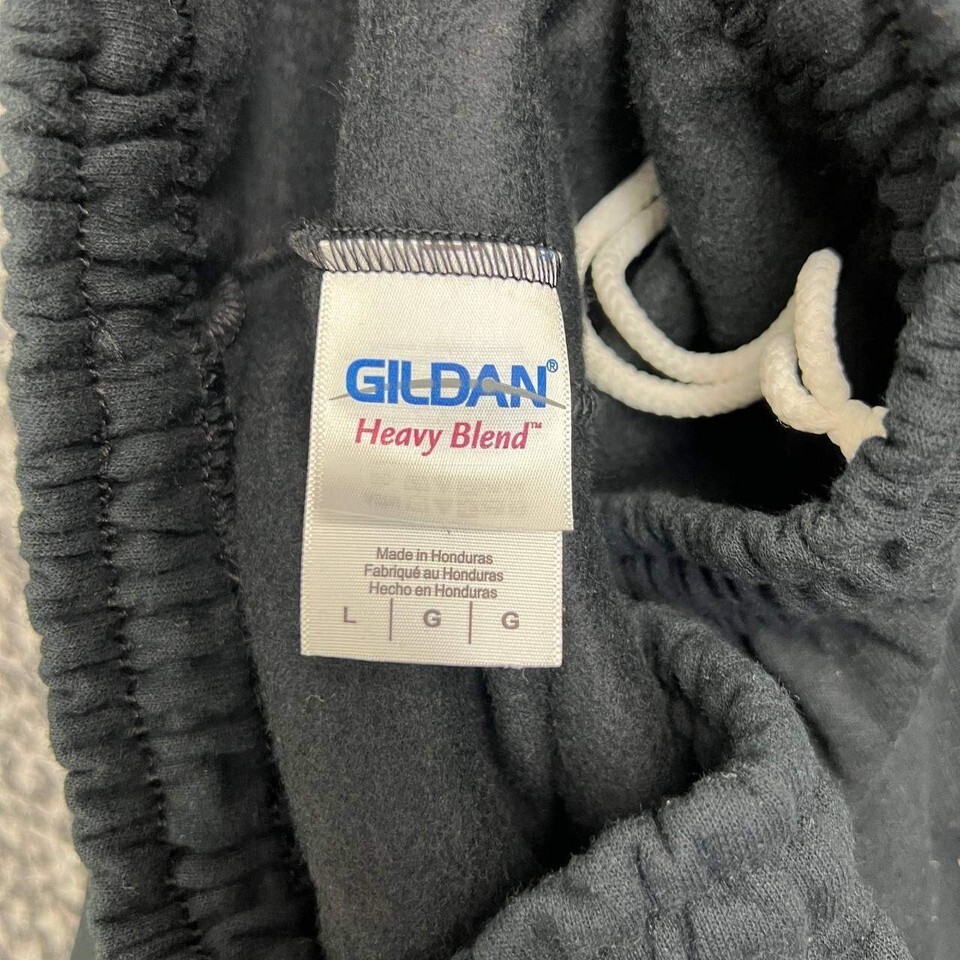 GILDAN®
Heavy Blend™
Made in Honduras
Fabriqué au Honduras
Hecho en Honduras
L | G | G